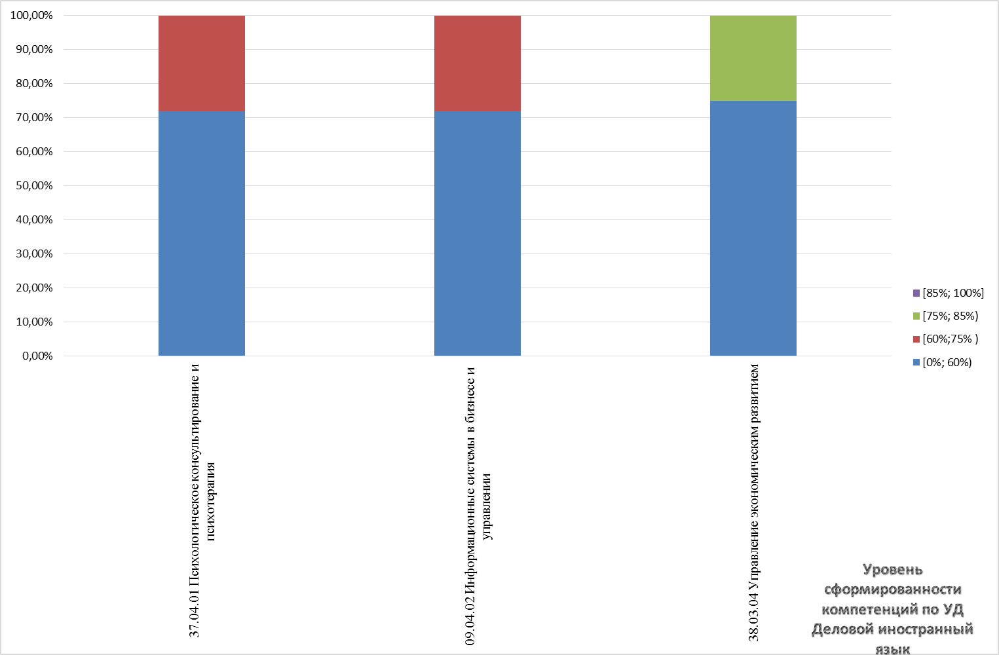 100,00%
90,00%
80,00%
70,00%
60,00%
50,00%
40,00%
30,00%
20,00%
10,00%
0,00%
37.04.01 Психологическое консультирование и
психотерапия
09.04.02 Информационные системы в бизнесе и
управлении
38.03.04 Управление экономическим развитием
[85%; 100%]
[75%; 85%)
[60%;75% )
[0%; 60%)
Уровень
сформированности
компетенций по УД
Деловой иностранный
язык